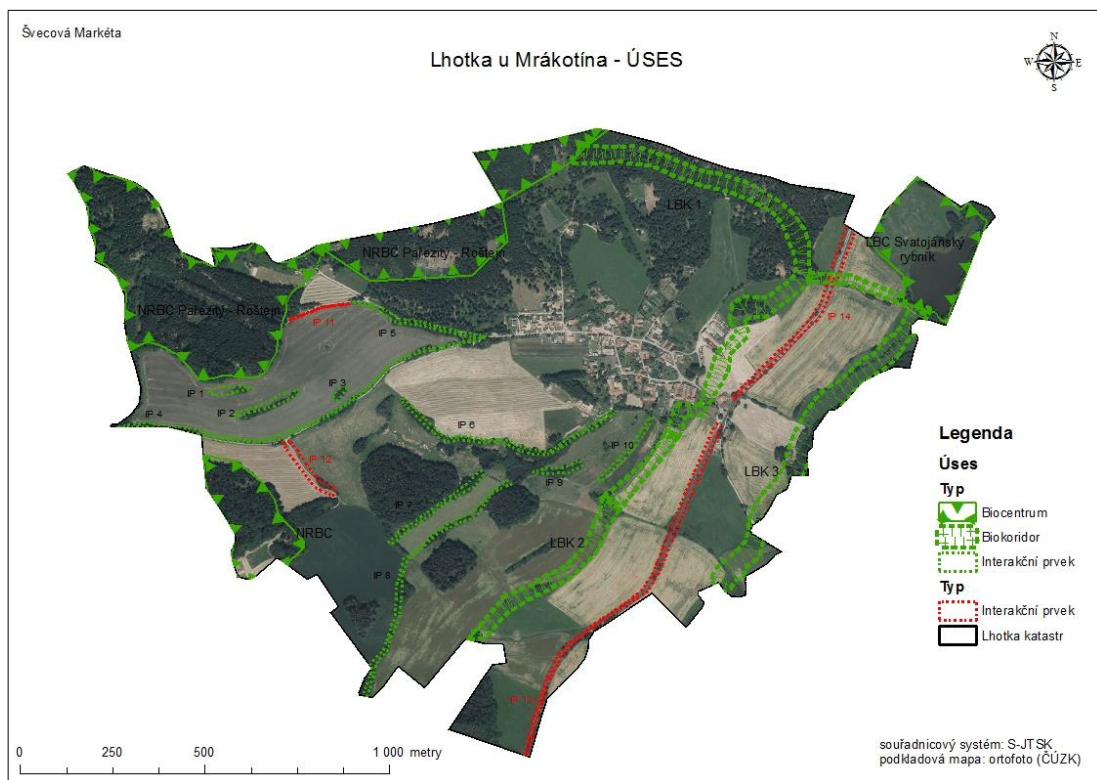 Švecová Markéta
Lhotka u Mrákotína - ÚSES
N
W E
S
LBK 1
LBC Svatojánský
rybník
NRBC Pařezity - Roštejn
NRBC Pařezity - Roštejn
IP 11
IP 14
IP 5
IP 1
IP 3
IP 2
IP 4
IP 6
IP 10
IP 12
IP 9
LBK 3
IP 7
NRBC
LBK 2
IP 8
IP 13
Legenda
Úses
Typ
Biocentrum
Biokoridor
Interakční prvek
Typ
Interakční prvek
Lhotka katastr
0 250 500 1 000 metry
souřadnicový systém: S-JTSK
podkladová mapa: ortofoto (ČÚZK)